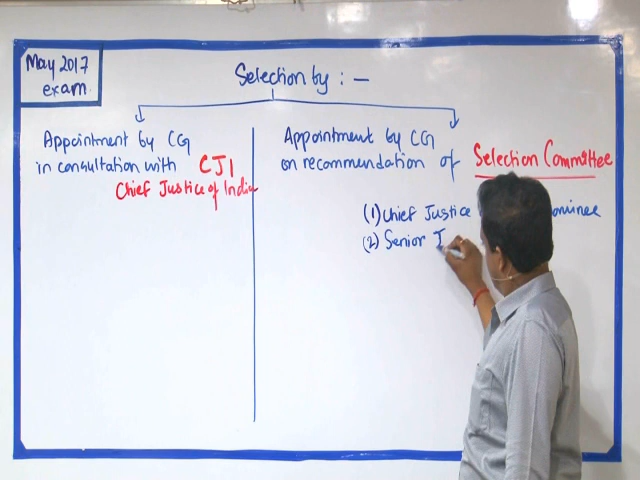 May 2017
exam
Selection by : —
Appointment by CG
in consultation with CJI
Chief Justice of India
Appointment by CG
on recommendation of Selection Committee
(1) Chief Justice
(2) Senior J